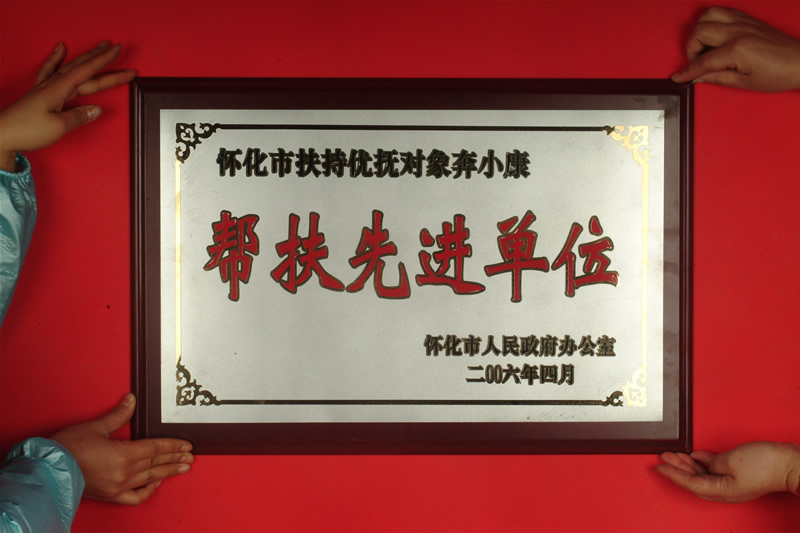 怀化市扶持优抚对象奔小康
帮扶先进单位
怀化市人民政府办公室
二00六年四月